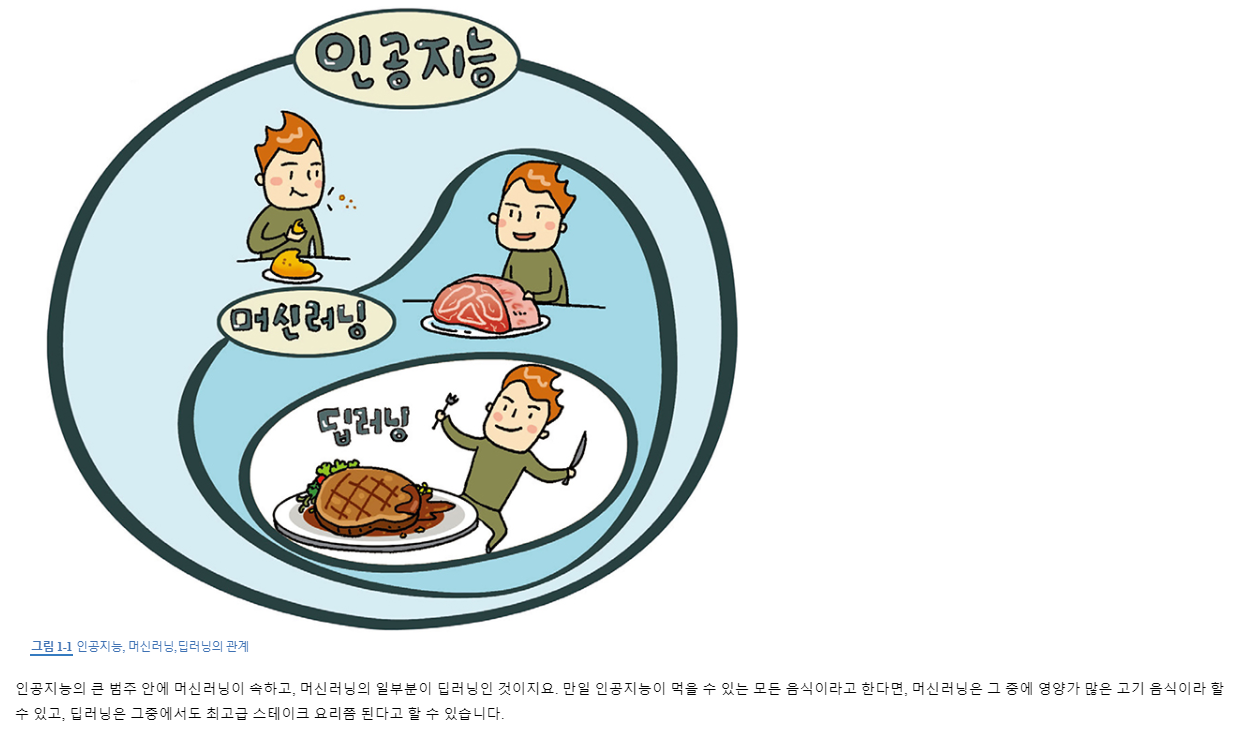 인공지능
머신러닝
딥러닝
그림 1-1 인공지능, 머신러닝,딥러닝의 관계
인공지능의 큰 범주 안에 머신러닝이 속하고, 머신러닝의 일부분이 딥러닝인 것이지요. 만일 인공지능이 먹을 수 있는 모든 음식이라고 한다면, 머신러닝은 그 중에 영양가 많은 고기 음식이라 할
수 있고, 딥러닝은 그중에서도 최고급 스테이크 요리쯤 된다고 할 수 있습니다.